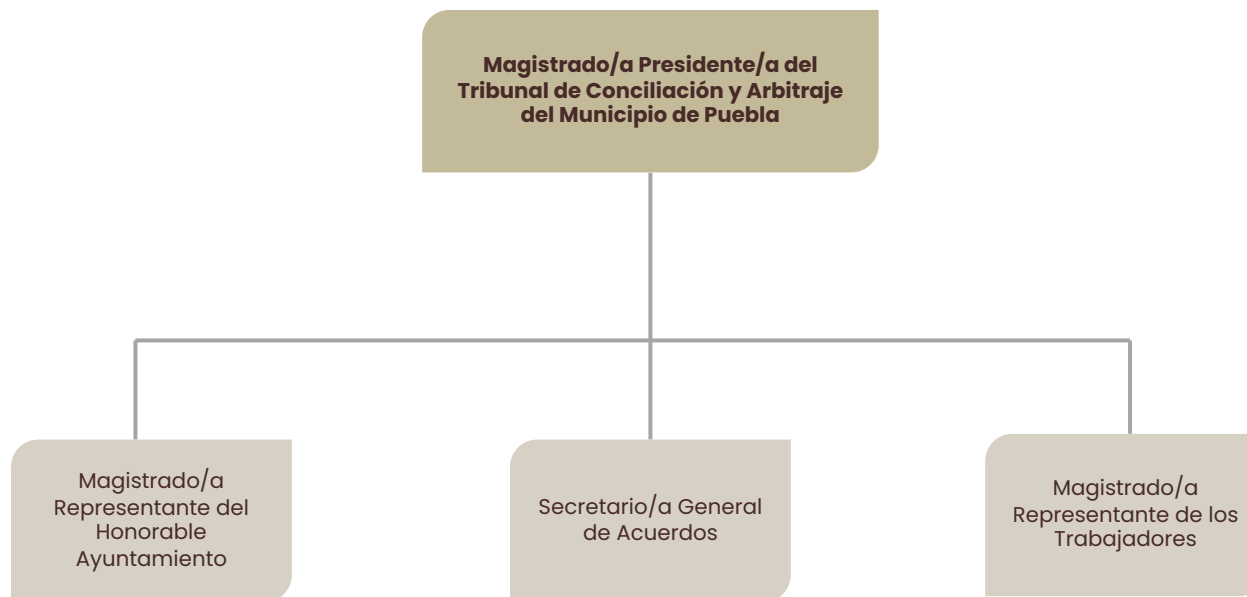 Magistrado/a Presidente/a del
Tribunal de Conciliación y Arbitraje
del Municipio de Puebla
Magistrado/a
Representante del
Honorable
Ayuntamiento
Secretario/a General
de Acuerdos
Magistrado/a
Representante de los
Trabajadores